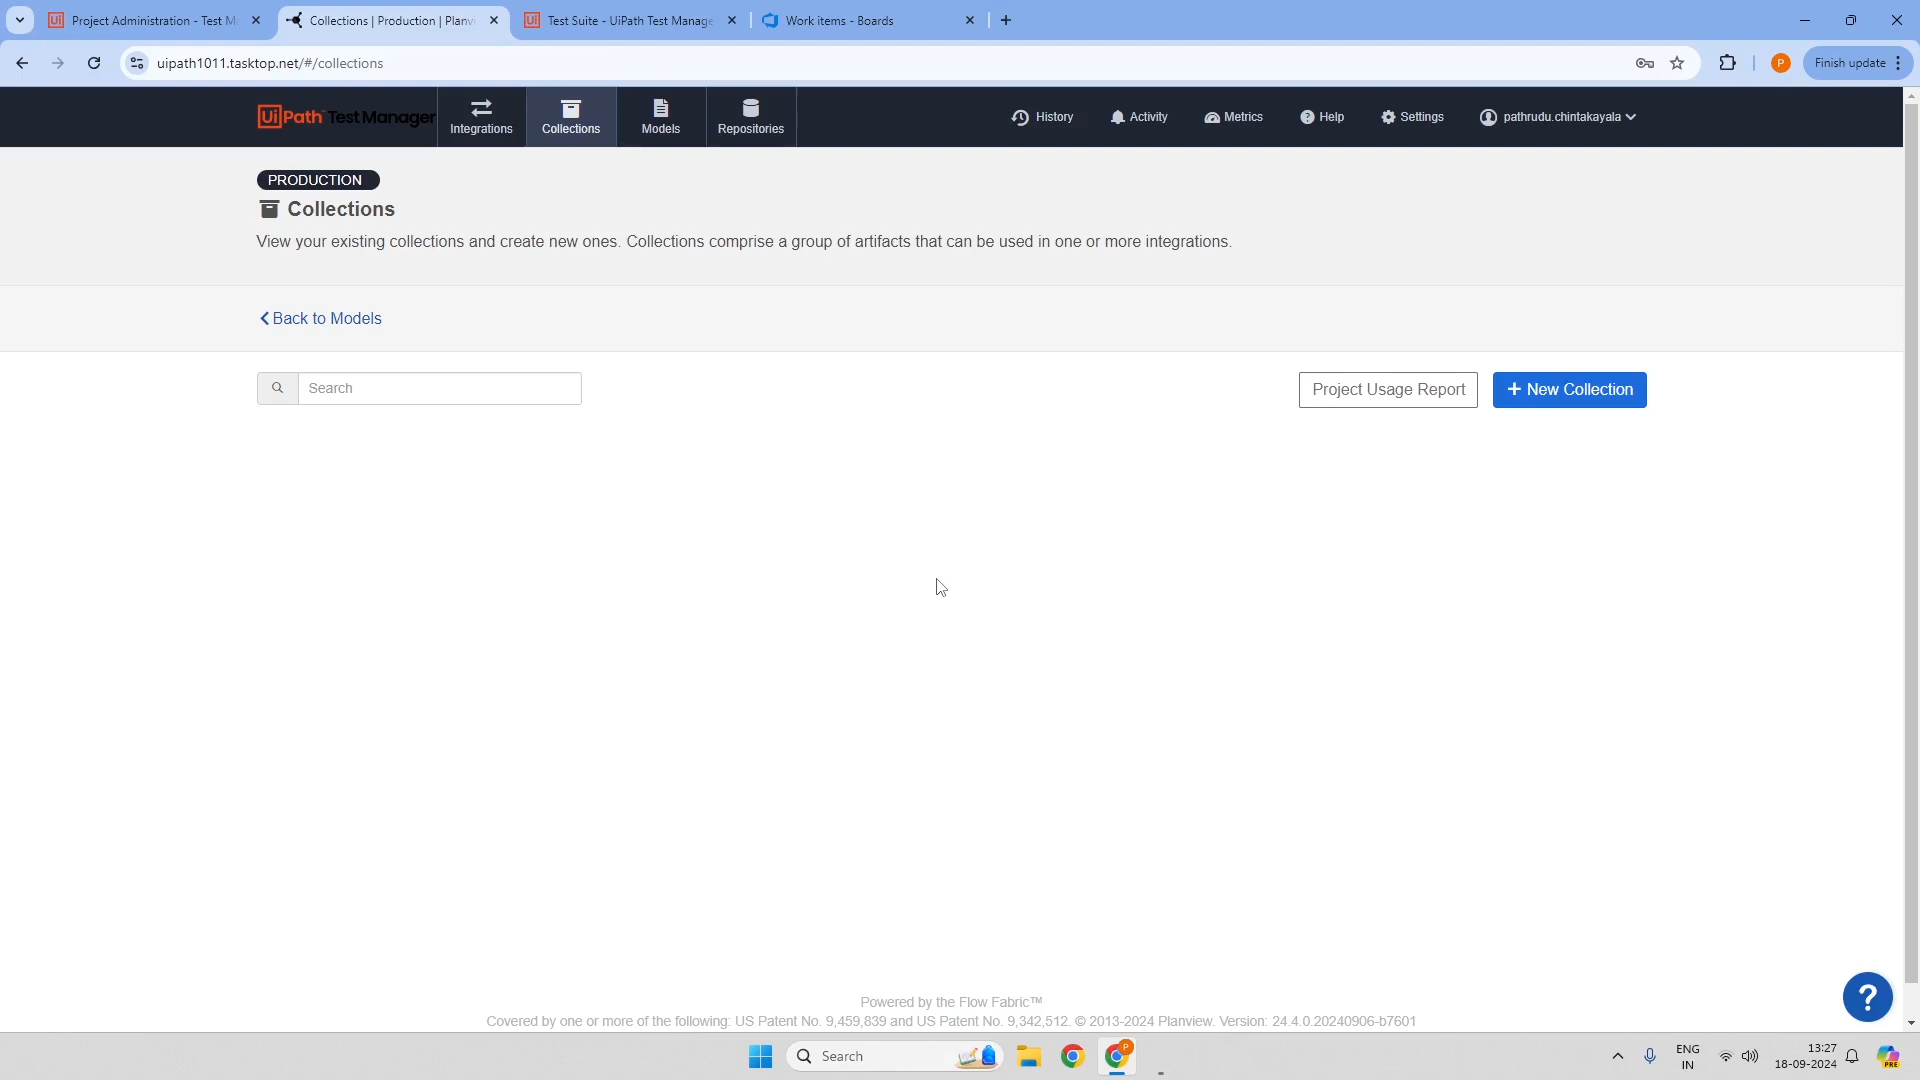 Project Administration - Test M
Collections | Production | Planvi
Test Suite - UiPath Test Manage
Work items - Boards
uipath1011.tasktop.net/#/collections
P
Finish update
UiPath Test Manager
Integrations
Collections
Models
Repositories
History
Activity
Metrics
Help
Settings
pathrudu.chintakayala
PRODUCTION
Collections
View your existing collections and create new ones. Collections comprise a group of artifacts that can be used in one or more integrations.
Back to Models
Search
Project Usage Report
+ New Collection
?
Powered by the Flow Fabric™
Covered by one or more of the following: US Patent No. 9,459,839 and US Patent No. 9,342,512. © 2013-2024 Planview. Version: 24.4.0.20240906-b7601
Search
P
ENG
IN
13:27
18-09-2024
PRE